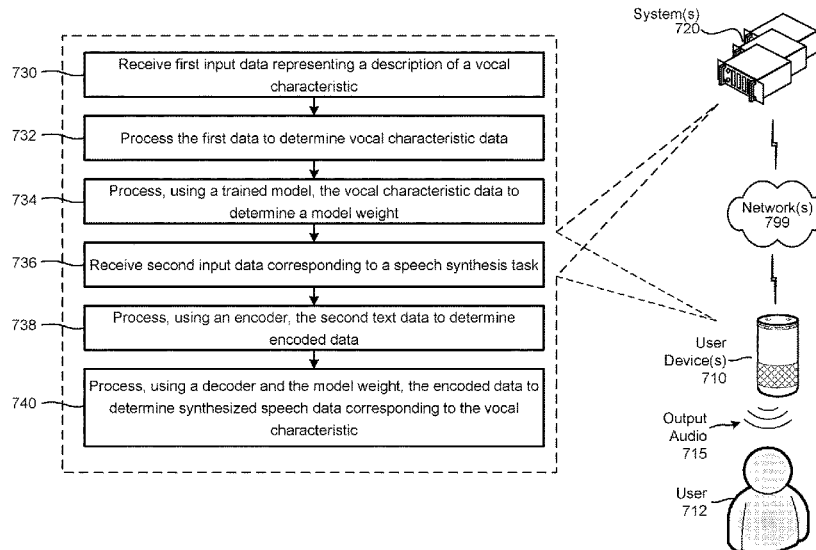 730
Receive first input data representing a description of a vocal
characteristic
732
Process the first data to determine vocal characteristic data
734
Process, using a trained model, the vocal characteristic data to
determine a model weight
736
Receive second input data corresponding to a speech synthesis task
738
Process, using an encoder, the second text data to determine
encoded data
740
Process, using a decoder and the model weight, the encoded data to
determine synthesized speech data corresponding to the vocal
characteristic
System(s)
720
Network(s)
799
User
Device(s)
710
Output
Audio
715
User
712